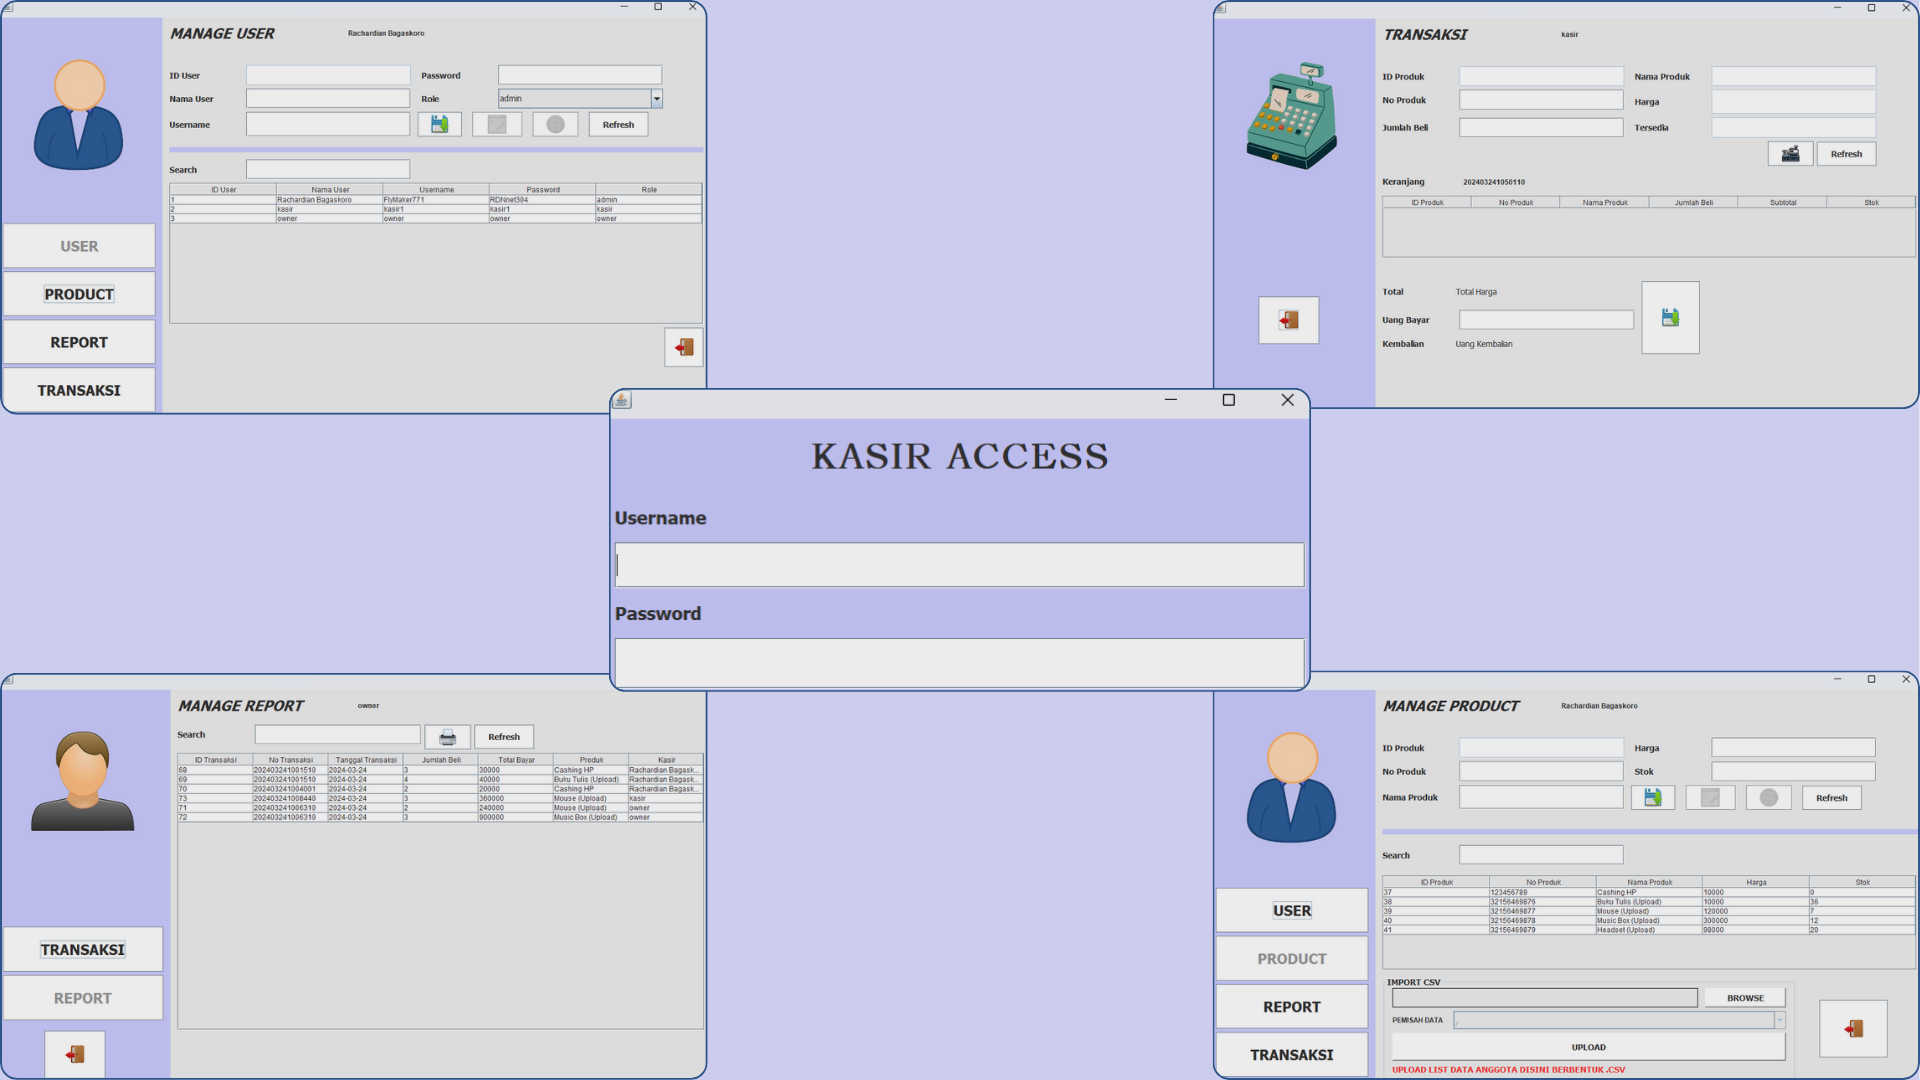 MANAGE USER Rachardian Bagaskoro
ID User Password
Nama User Role admin
Username Refresh
Search
ID User Nama User Username Password Role
1 Rachardian Bagaskoro FlyMaker771 RDNnet304 admin
2 kasir kasir1 kasir1 kasir
3 owner owner owner owner
USER
PRODUCT
REPORT
TRANSAKSI
TRANSAKSI kasir
ID Produk Nama Produk
No Produk Harga
Jumlah Beli Tersedia
Refresh
Keranjang 202403241050110
ID Produk No Produk Nama Produk Jumlah Beli Subtotal Stok
Total Total Harga
Uang Bayar
Kembalian Uang Kembalian
KASIR ACCESS
Username
Password
MANAGE REPORT owner
Search Refresh
ID Transaksi No Transaksi Tanggal Transaksi Jumlah Beli Total Bayar Produk Kasir
68 202403241001510 2024-03-24 3 30000 Cashing HP Rachardian Bagask...
69 202403241001510 2024-03-24 4 40000 Buku Tulis (Upload) Rachardian Bagask...
70 202403241004001 2024-03-24 2 20000 Cashing HP Rachardian Bagask...
73 202403241008440 2024-03-24 3 360000 Mouse (Upload) kasir
71 202403241006310 2024-03-24 2 240000 Mouse (Upload) owner
72 202403241006310 2024-03-24 3 900000 Music Box (Upload) owner
TRANSAKSI
REPORT
MANAGE PRODUCT Rachardian Bagaskoro
ID Produk Harga
No Produk Stok
Nama Produk Refresh
Search
ID Produk No Produk Nama Produk Harga Stok
37 123456789 Cashing HP 10000 0
38 32156469876 Buku Tulis (Upload) 10000 36
39 32156469877 Mouse (Upload) 120000 7
40 32156469878 Music Box (Upload) 300000 12
41 32156469879 Headset (Upload) 98000 20
USER
PRODUCT
REPORT
TRANSAKSI
IMPORT CSV
BROWSE
PEMISAH DATA ,
UPLOAD
UPLOAD LIST DATA ANGGOTA DISINI BERBENTUK .CSV